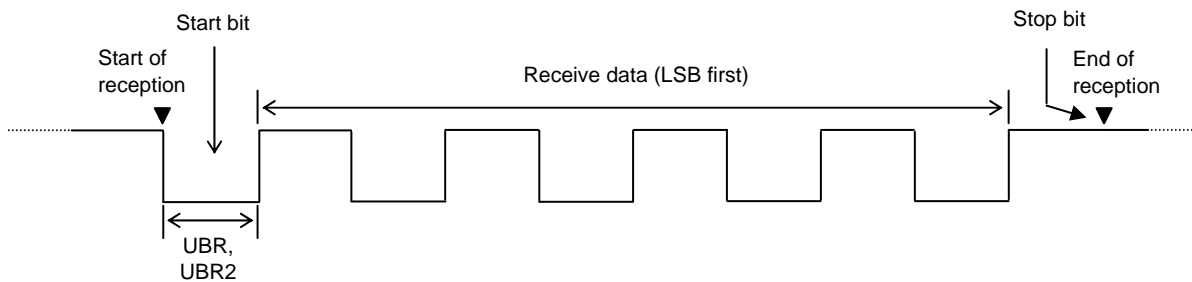 Start bit
Stop bit
Start of
reception
Receive data (LSB first)
End of
reception
UBR,
UBR2